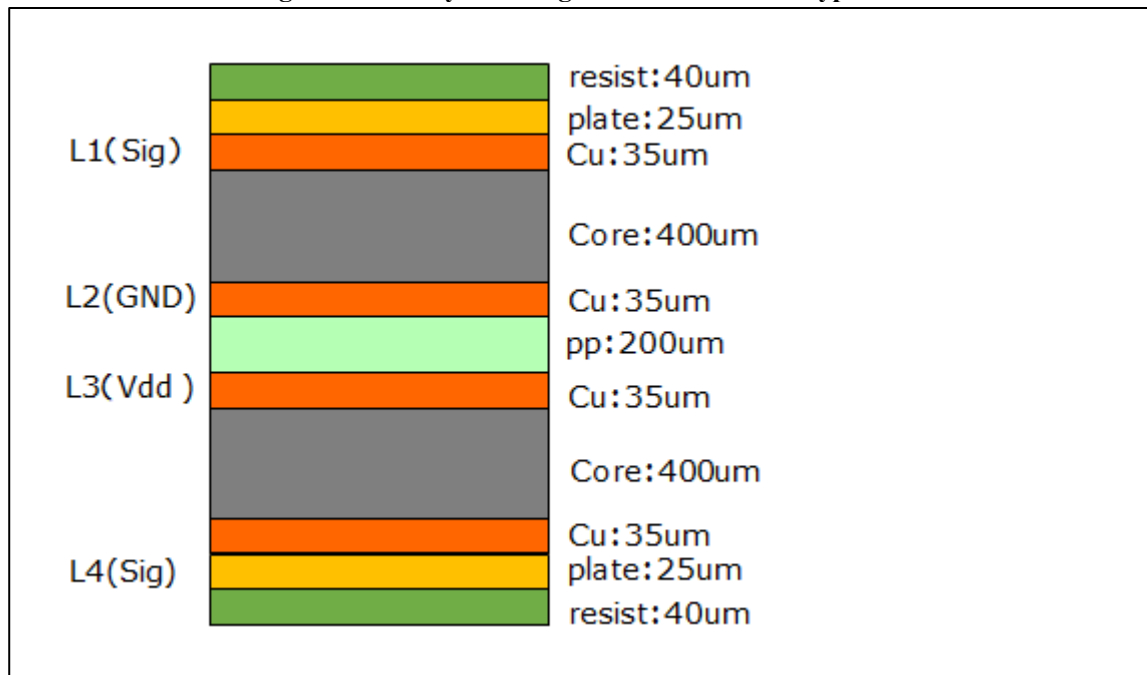 resist:40um
plate:25um
L1(Sig)
Cu:35um
Core:400um
L2(GND)
Cu:35um
pp:200um
L3(Vdd )
Cu:35um
Core:400um
Cu:35um
L4(Sig)
plate:25um
resist:40um